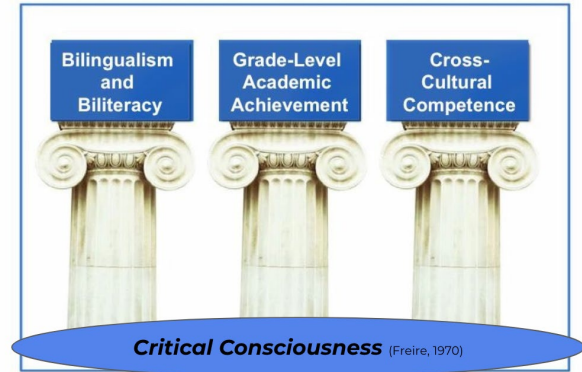 Bilingualism
and
Biliteracy
Grade-Level
Academic
Achievement
Cross-
Cultural
Competence
Critical Consciousness (Freire, 1970)